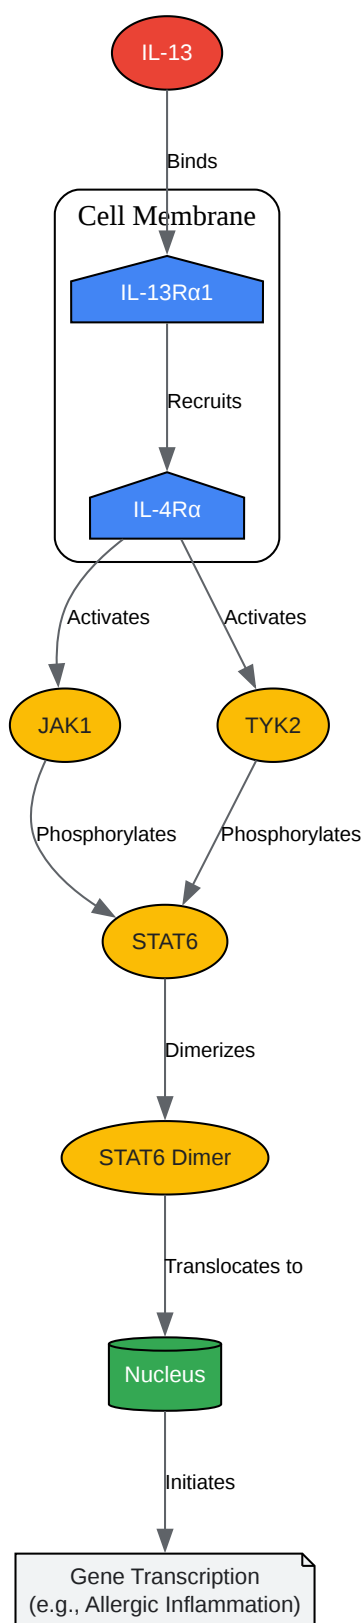 IL-13
Binds
Cell Membrane
IL-13Rα1
Recruits
IL-4Rα
Activates
Activates
JAK1
TYK2
Phosphorylates
Phosphorylates
STAT6
Dimerizes
STAT6 Dimer
Translocates to
Nucleus
Initiates
Gene Transcription
(e.g., Allergic Inflammation)